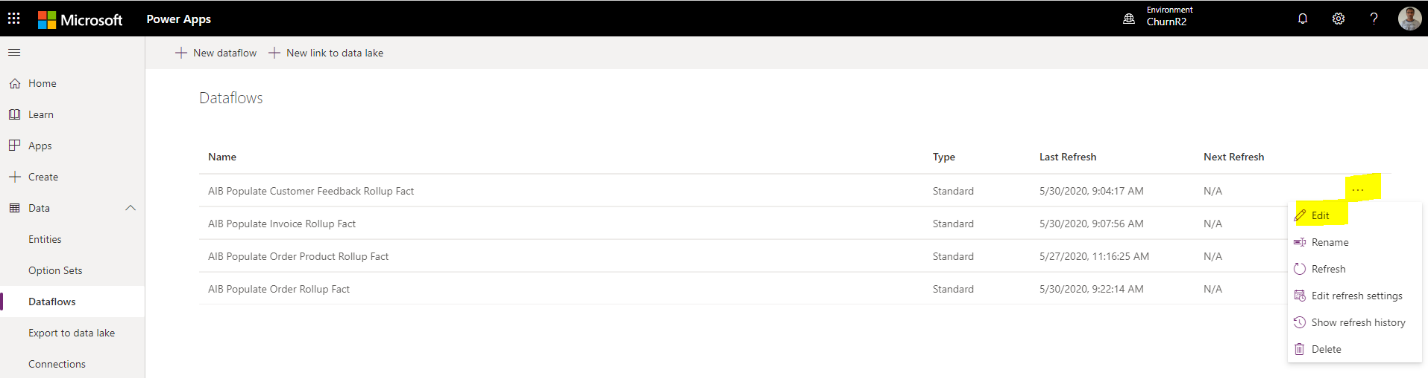 Microsoft Power Apps Environment
ChurnR2
New dataflow New link to data lake
Home
Learn
Apps
Create
Data
Entities
Option Sets
Dataflows
Export to data lake
Connections
Dataflows
Name Type Last Refresh Next Refresh
AIB Populate Customer Feedback Rollup Fact Standard 5/30/2020, 9:04:17 AM N/A ...
AIB Populate Invoice Rollup Fact Standard 5/30/2020, 9:07:56 AM N/A
AIB Populate Order Product Rollup Fact Standard 5/27/2020, 11:16:25 AM N/A
AIB Populate Order Rollup Fact Standard 5/30/2020, 9:22:14 AM N/A
Edit
Rename
Refresh
Edit refresh settings
Show refresh history
Delete